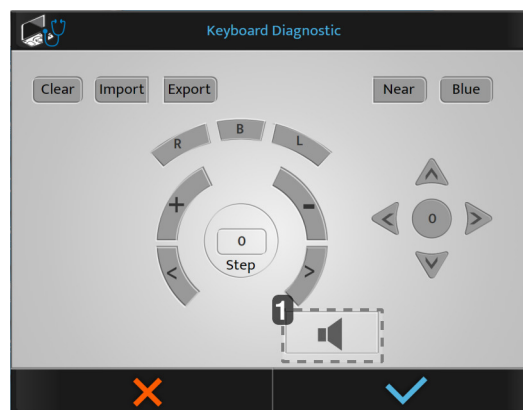 Keyboard Diagnostic
Clear Import Export Near Blue
R B L
+ -
0
Step
0
< >
< >
1